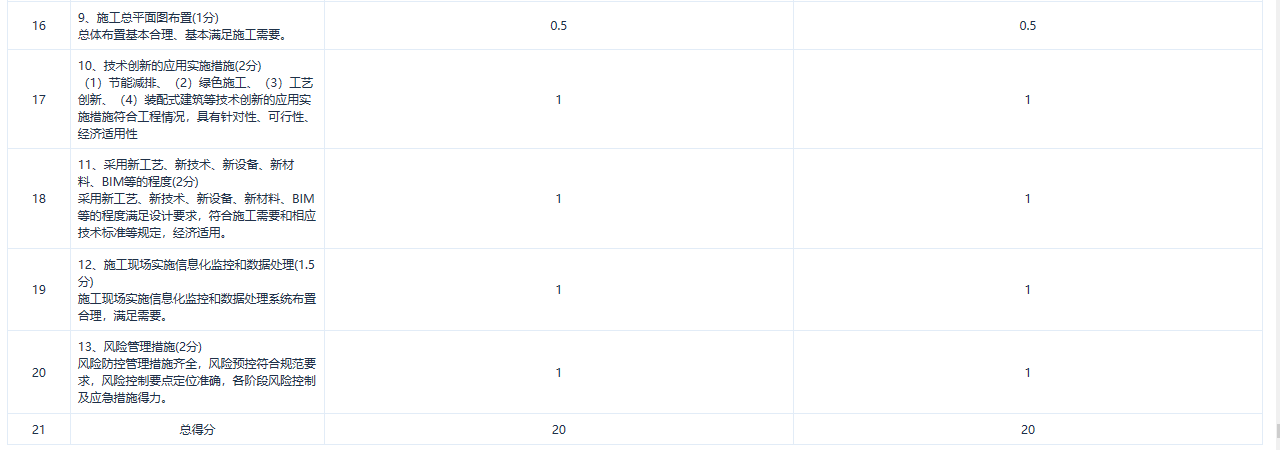 16
9、施工总平面图布置(1分)
总体布置基本合理、基本满足施工需要。
0.5
0.5
17
10、技术创新的应用实施措施(2分)
（1）节能减排、（2）绿色施工、（3）工艺
创新、（4）装配式建筑等技术创新的应用实
施措施符合工程情况，具有针对性、可行性、
经济适用性
1
1
18
11、采用新工艺、新技术、新设备、新材
料、BIM等的程度(2分)
采用新工艺、新技术、新设备、新材料、BIM
等的程度满足设计要求，符合施工需要和相应
技术标准等规定，经济适用。
1
1
19
12、施工现场实施信息化监控和数据处理(1.5
分)
施工现场实施信息化监控和数据处理系统布置
合理，满足需要。
1
1
20
13、风险管理措施(2分)
风险防控管理措施齐全，风险预控符合规范要
求，风险控制要点定位准确，各阶段风险控制
及应急措施得力。
1
1
21
总得分
20
20